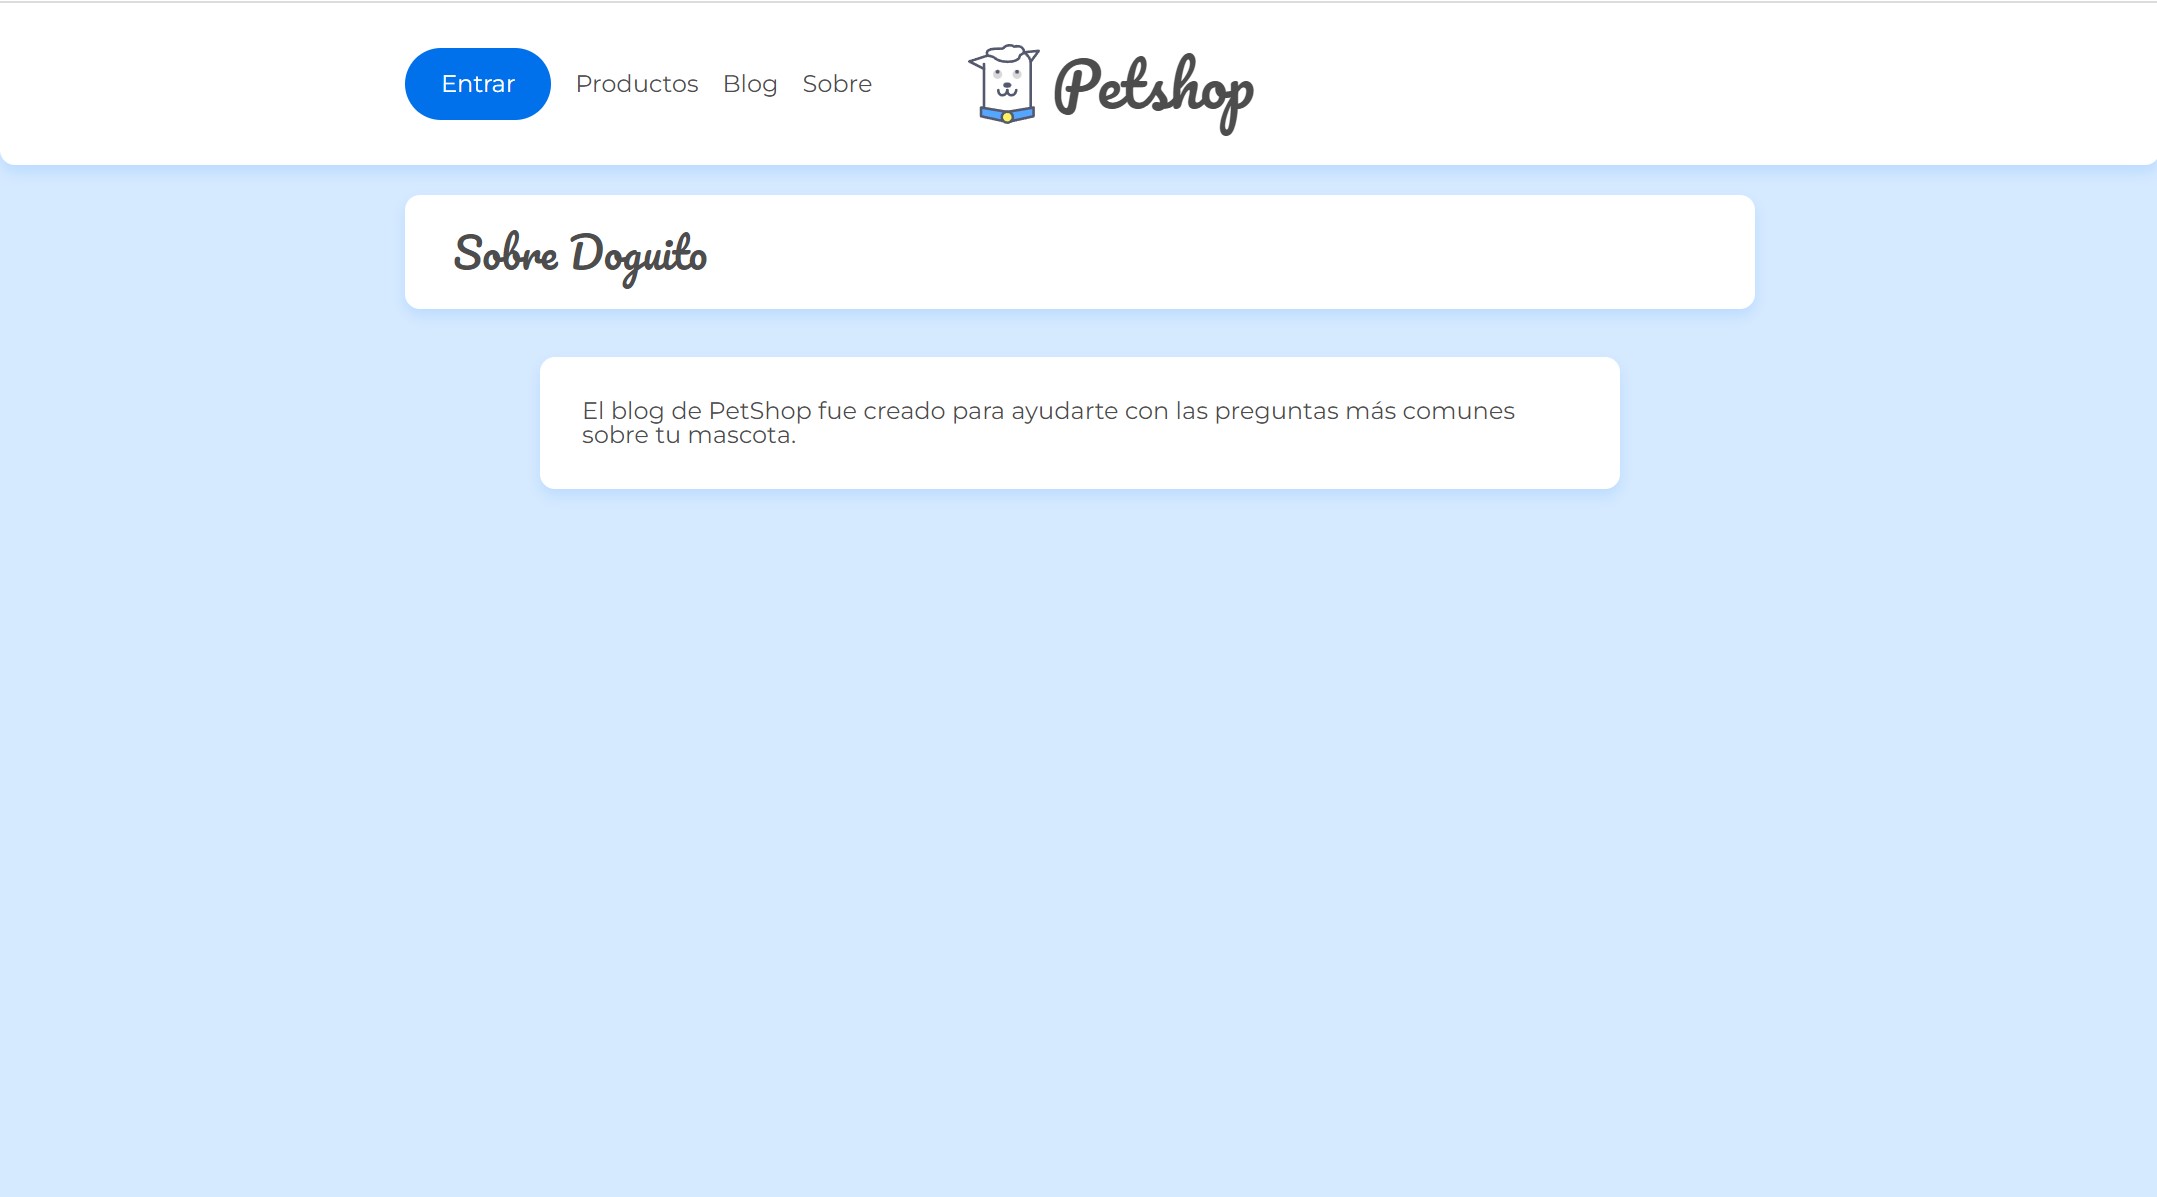 Entrar Productos Blog Sobre Petshop
Sobre Doguito
El blog de PetShop fue creado para ayudarte con las preguntas más comunes
sobre tu mascota.